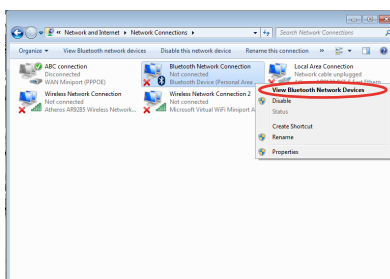 « Network and Internet ▸ Network Connections ▸
Search Network Connections
Organize ▾ View Bluetooth network devices Disable this network device Rename this connection »
ABC connection
Disconnected
WAN Miniport (PPPOE)
Bluetooth Network Connection
Not connected
Bluetooth Device (Personal Area ...
Local Area Connection
Network cable unplugged
Wireless Network Connection
Not connected
Atheros AR9285 Wireless Network...
Wireless Network Connection 2
Not connected
Microsoft Virtual WiFi Miniport A
View Bluetooth Network Devices
Disable
Status
Create Shortcut
Rename
Properties